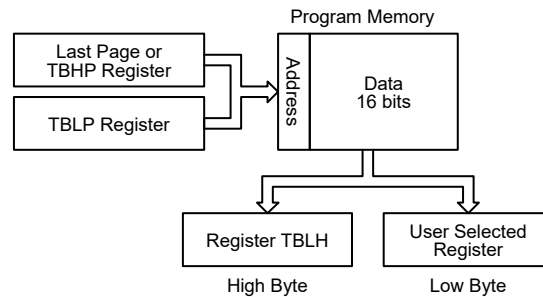 Program Memory
Last Page or
TBHP Register
TBLP Register
Address
Data
16 bits
Register TBLH
User Selected
Register
High Byte
Low Byte